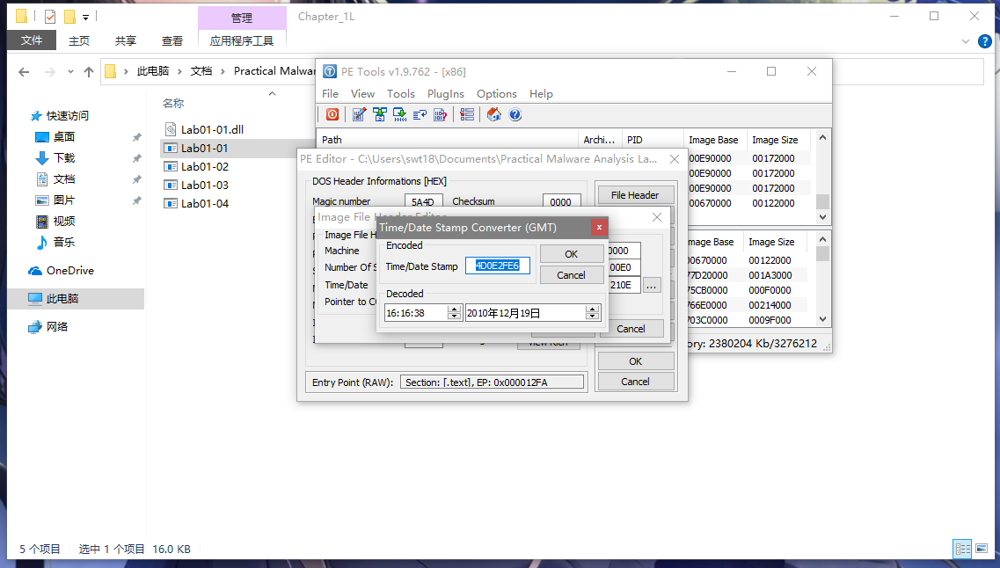 管理
Chapter_1L
文件
主页
共享
查看
应用程序工具
此电脑
文档
Practical Malwar
名称
快速访问
桌面
下载
文档
图片
视频
音乐
OneDrive
此电脑
网络
Lab01-01.dll
Lab01-01
Lab01-02
Lab01-03
Lab01-04
PE Tools v1.9.762 - [x86]
File View Tools PlugIns Options Help
Path Archi... PID Image Base Image Size
00E90000 00172000
00E90000 00172000
00E90000 00172000
00670000 00122000
mage Base Image Size
00670000 00122000
77D20000 001A3000
75CB0000 000F0000
766E0000 00214000
703C0000 0009F000
ory: 2380204 Kb/3276212
PE Editor - C:\Users\swt18\Documents\Practical Malware Analysis La...
DOS Header Informations [HEX]
Magic number 5A4D Checksum 0000
File Header
OK
Cancel
Entry Point (RAW): Section: [.text], EP: 0x000012FA
Image File Header Editor
Image File H
Machine
Number Of S
Time/Date
Pointer to
0000
00E0
210E
...
Cancel
Time/Date Stamp Converter (GMT)
Encoded
Time/Date Stamp 4D0E2FE6
OK
Cancel
Decoded
16:16:38 2010年12月19日
5 个项目 选中 1 个项目 16.0 KB